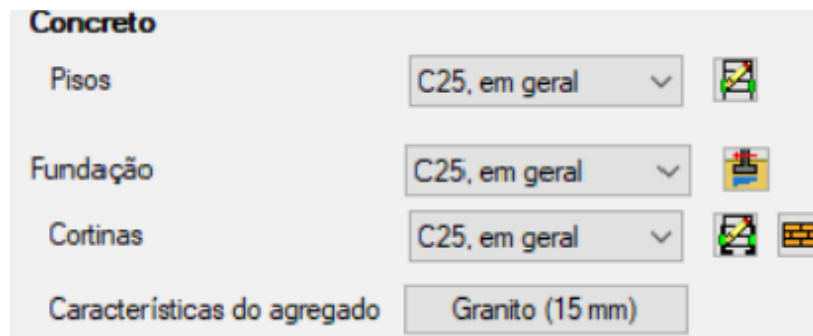 Concreto
Pisos C25, em geral
Fundação C25, em geral
Cortinas C25, em geral
Características do agregado Granito (15 mm)